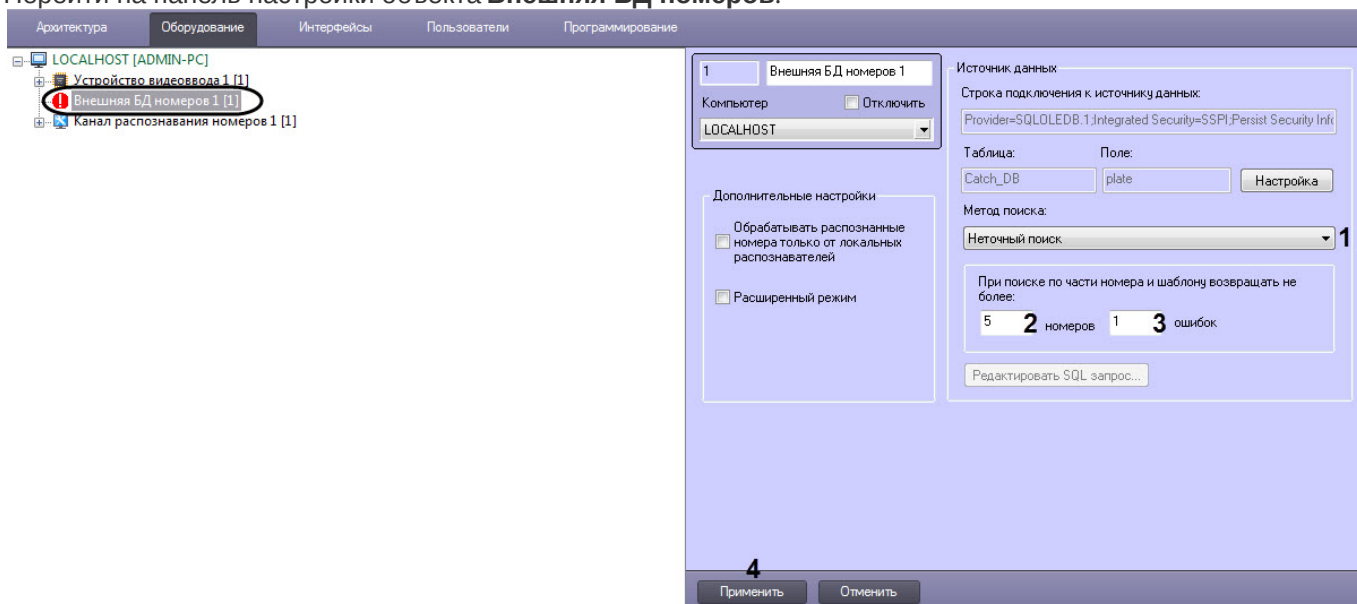 Перейти на панель настройки объекта Внешняя БД номеров.
Архитектура Оборудование Интерфейсы Пользователи Программирование
LOCALHOST [ADMIN-PC]
Устройство видеоввода 1 [1]
Внешняя БД номеров 1 [1]
Канал распознавания номеров 1 [1]
1 Внешняя БД номеров 1
Компьютер Отключить
LOCALHOST
Дополнительные настройки
Обрабатывать распознанные
номера только от локальных
распознавателей
Расширенный режим
Источник данных
Строка подключения к источнику данных:
Provider=SQLOLEDB.1;Integrated Security=SSPI;Persist Security Inf
Таблица: Поле:
Catch_DB plate Настройка
Метод поиска:
Неточный поиск 1
При поиске по части номера и шаблону возвращать не
более:
5 2 номеров 1 3 ошибок
Редактировать SQL запрос...
4
Применить Отменить